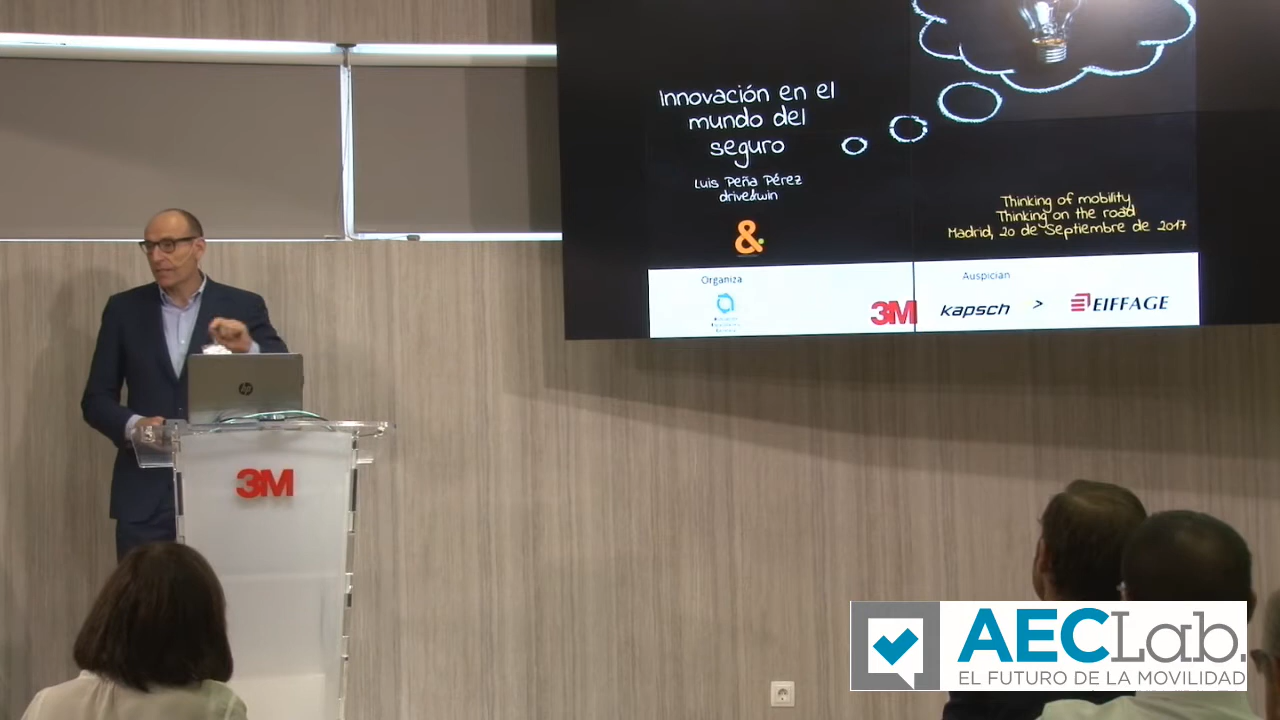 Innovación en el
mundo del
seguro
Luis Peña Pérez
drive&win
&
Thinking of mobility,
Thinking on the road
Madrid, 20 de Septiembre de 2017
Organiza
Auspician
3M
kapsch >
EIFFAGE
hp
3M
AECLab.
EL FUTURO DE LA MOVILIDAD